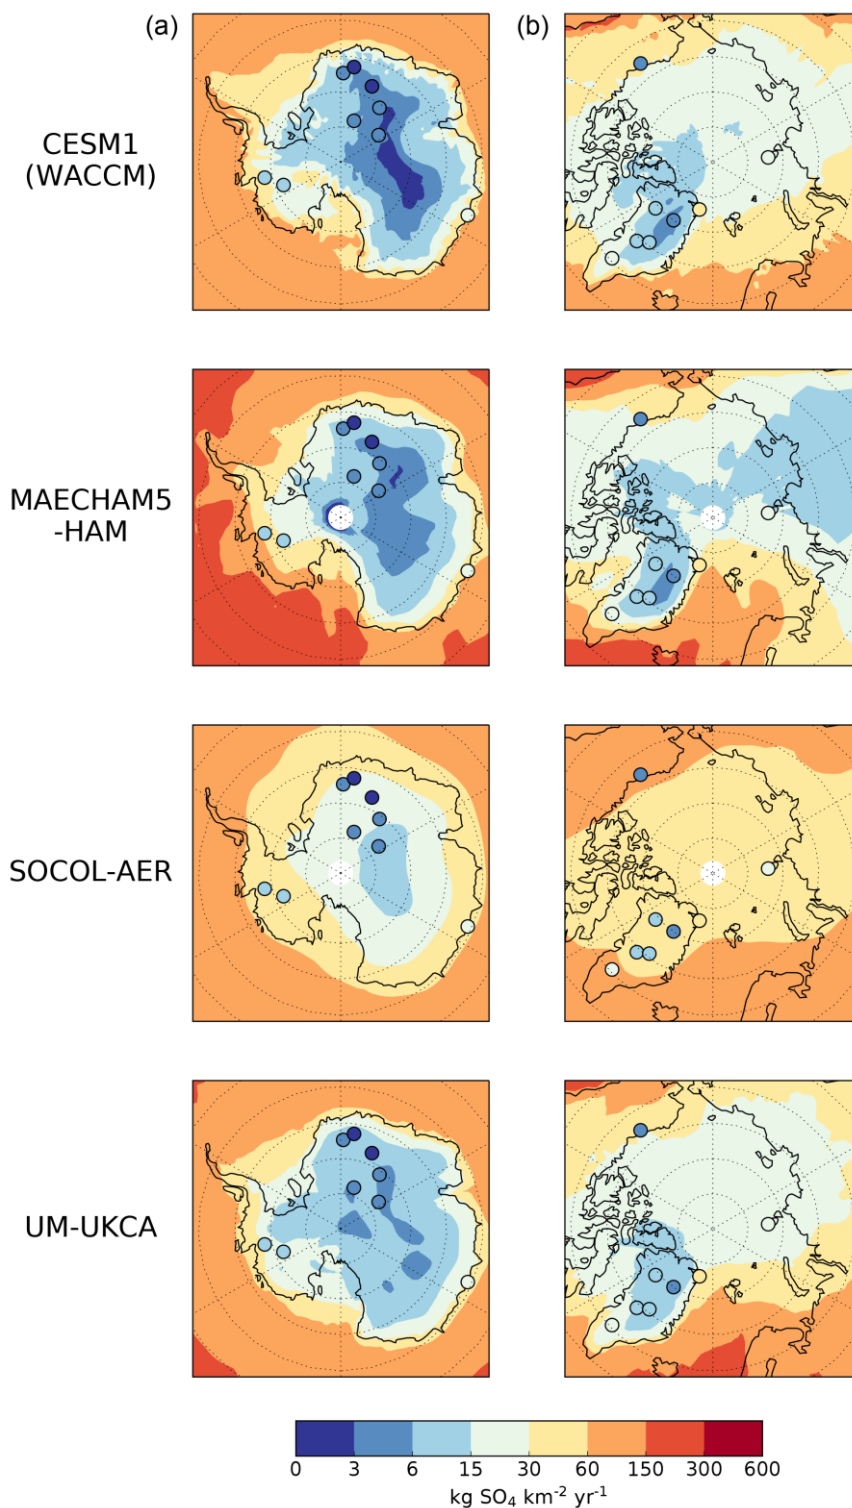 (a) (b)
CESM1
(WACCM)
MAECHAM5
-HAM
SOCOL-AER
UM-UKCA
0 3 6 15 30 60 150 300 600
kg SO₄ km⁻² yr⁻¹